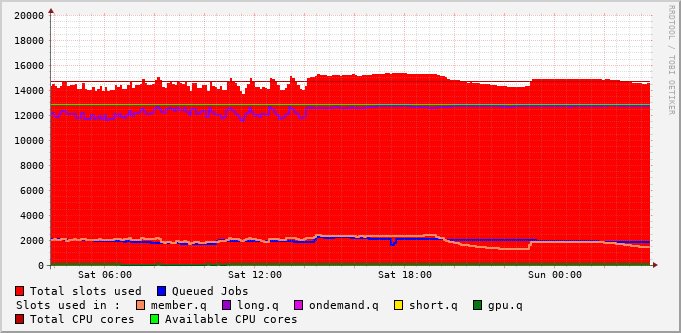 20000
18000
16000
14000
12000
10000
8000
6000
4000
2000
0
Sat 06:00 Sat 12:00 Sat 18:00 Sun 00:00
RRDTOOL / TOBI OETIKER
Total slots used Queued Jobs
Slots used in : member.q long.q ondemand.q short.q gpu.q
Total CPU cores Available CPU cores